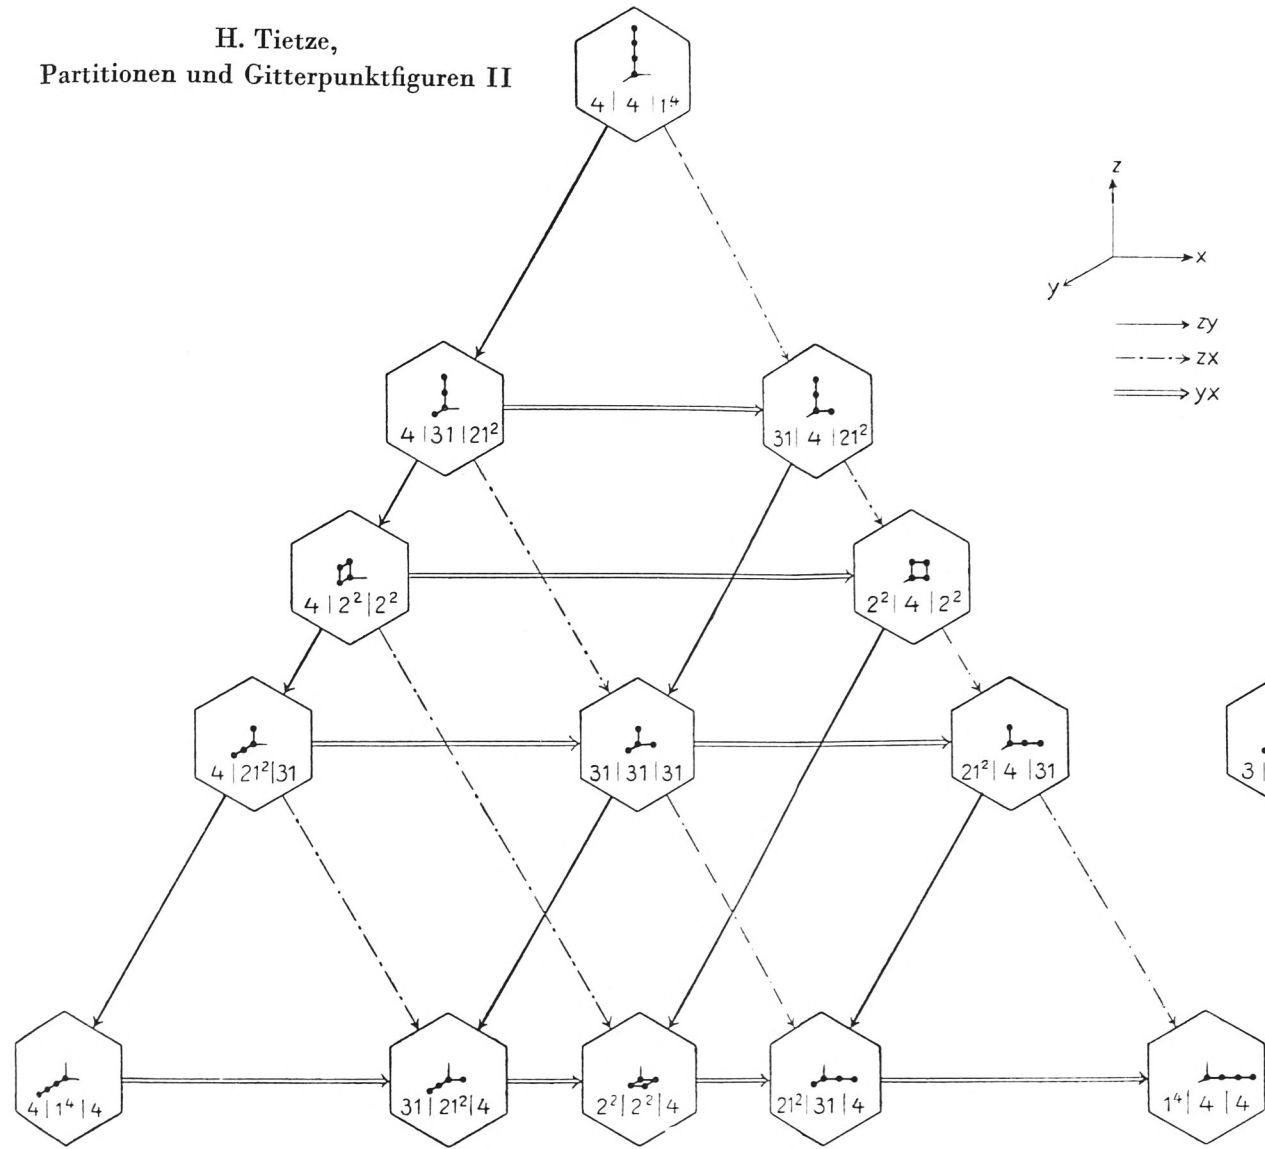 H. Tietze,
Partitionen und Gitterpunktfiguren II
4 | 4 | 1⁴
z
x
y
zy
zx
yx
4 | 31 | 21²
31 | 4 | 21²
4 | 2² | 2²
2² | 4 | 2²
4 | 21² | 31
31 | 31 | 31
21² | 4 | 31
3 |
4 | 1⁴ | 4
31 | 21² | 4
2² | 2² | 4
21² | 31 | 4
1⁴ | 4 | 4